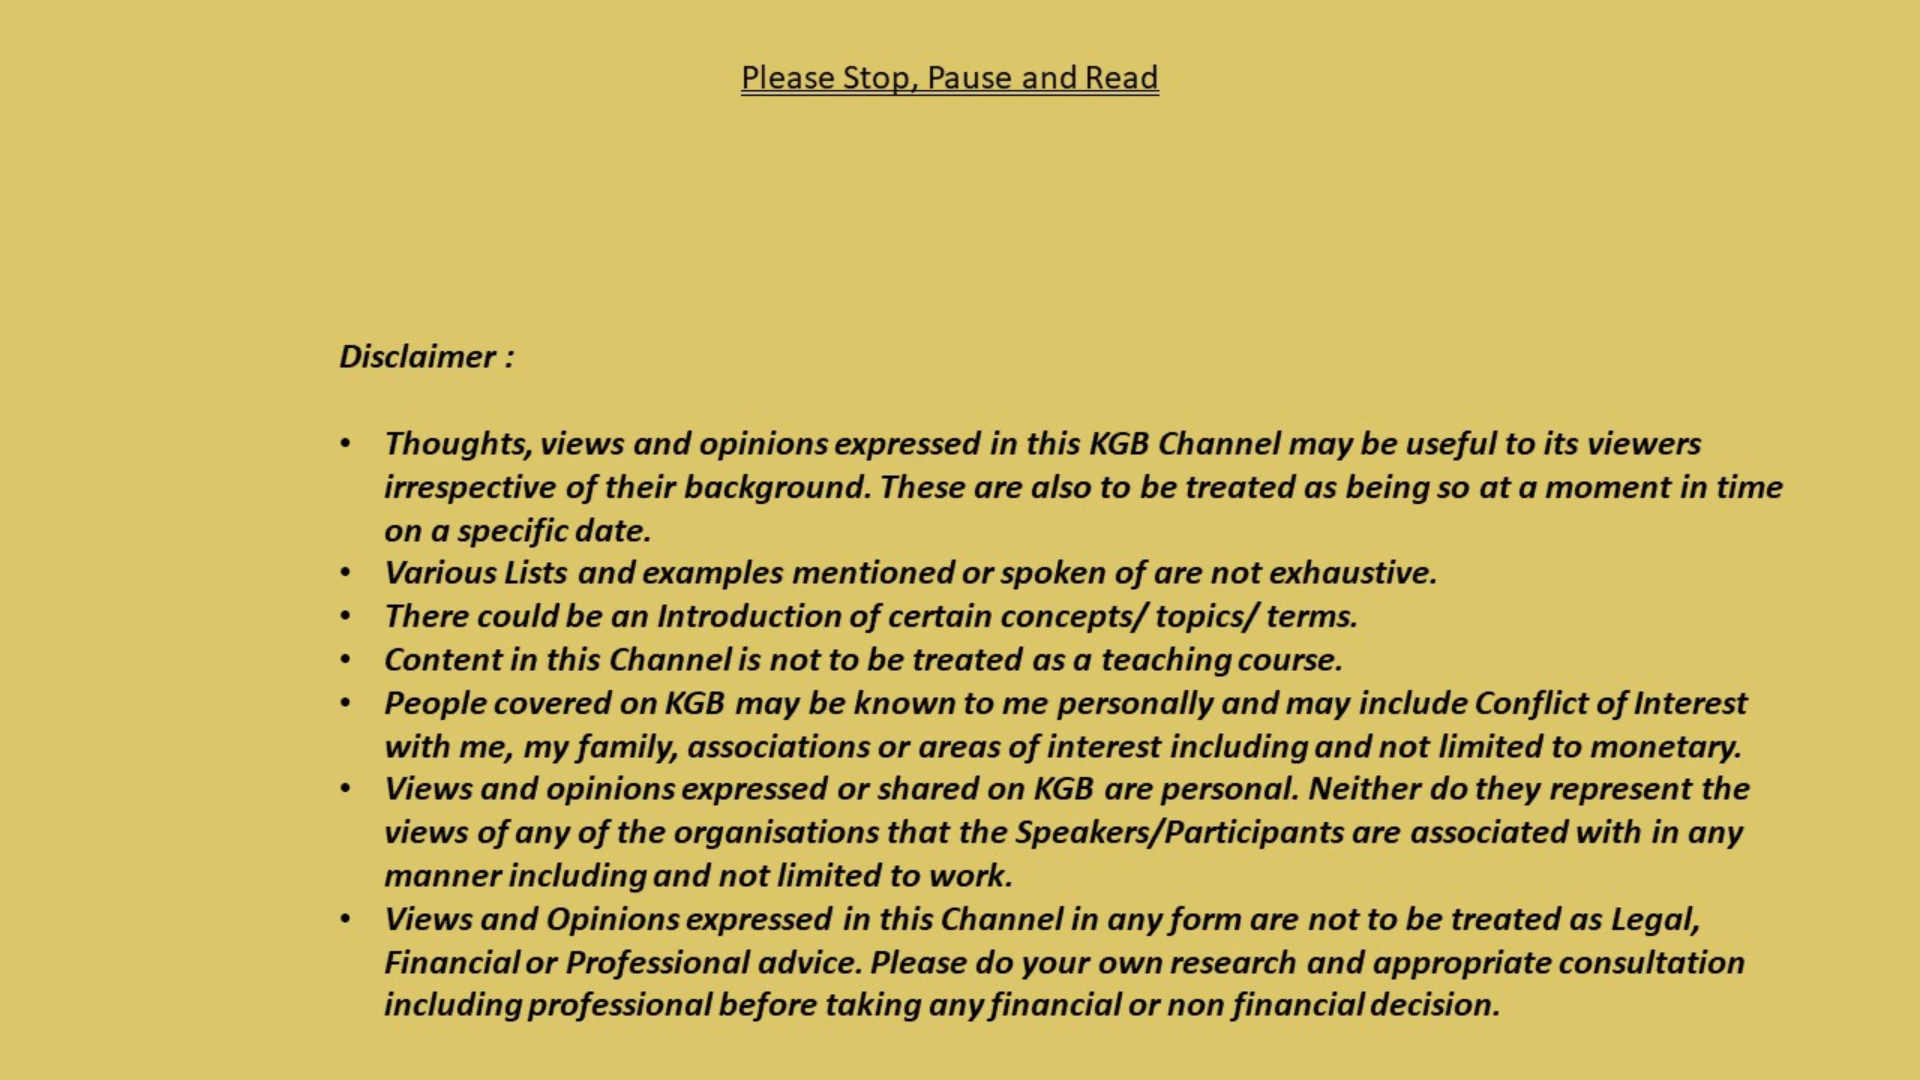 Please Stop, Pause and Read
Disclaimer :
• Thoughts, views and opinions expressed in this KGB Channel may be useful to its viewers
irrespective of their background. These are also to be treated as being so at a moment in time
on a specific date.
• Various Lists and examples mentioned or spoken of are not exhaustive.
• There could be an Introduction of certain concepts/ topics/ terms.
• Content in this Channel is not to be treated as a teaching course.
• People covered on KGB may be known to me personally and may include Conflict of Interest
with me, my family, associations or areas of interest including and not limited to monetary.
• Views and opinions expressed or shared on KGB are personal. Neither do they represent the
views of any of the organisations that the Speakers/Participants are associated with in any
manner including and not limited to work.
• Views and Opinions expressed in this Channel in any form are not to be treated as Legal,
Financial or Professional advice. Please do your own research and appropriate consultation
including professional before taking any financial or non financial decision.